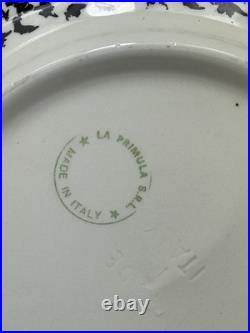 ★ LA PRIMULA S.R.L. ★
MADE IN ITALY